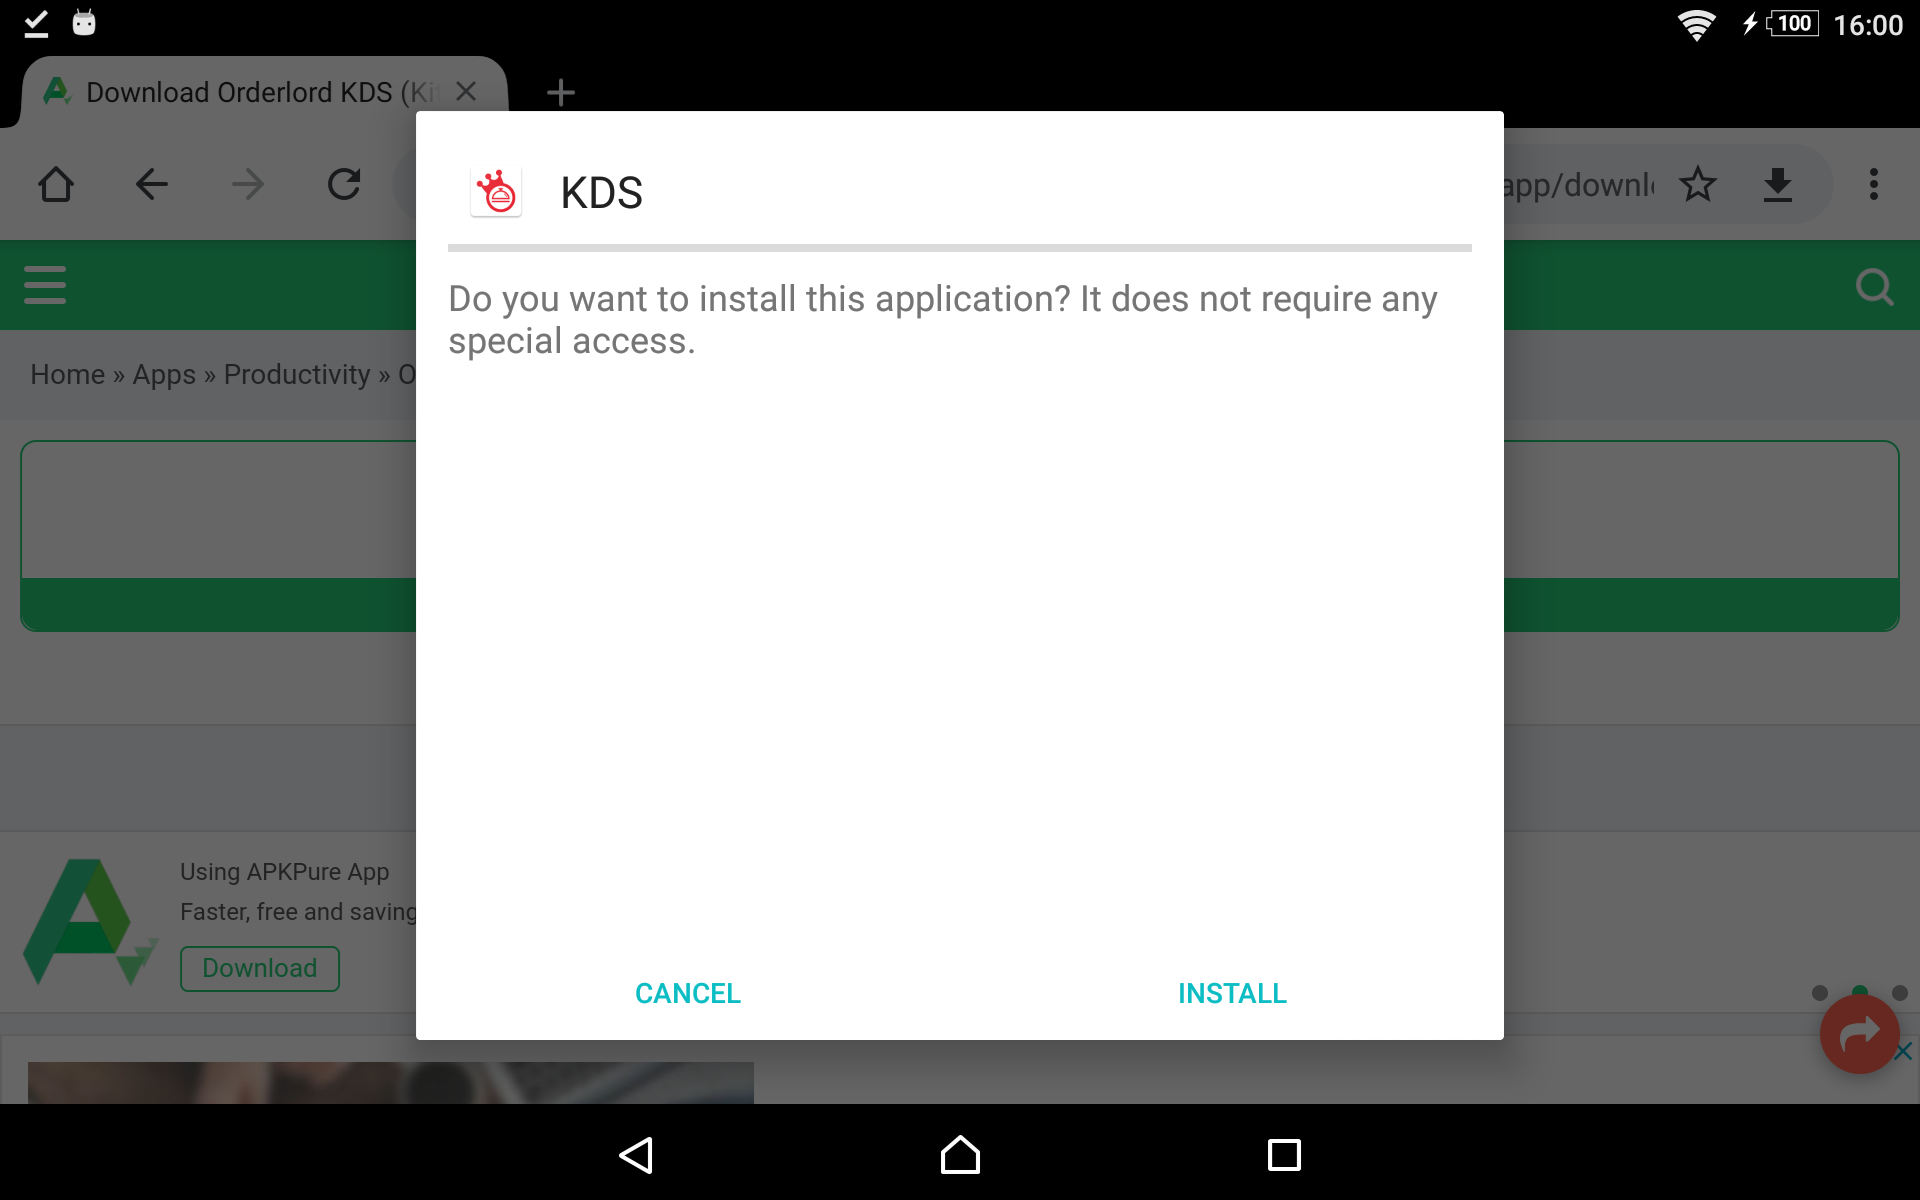 100 16:00
Download Orderlord KDS (Kit
app/downl
KDS
Do you want to install this application? It does not require any
special access.
Home » Apps » Productivity » O
Using APKPure App
Faster, free and saving
Download
CANCEL
INSTALL